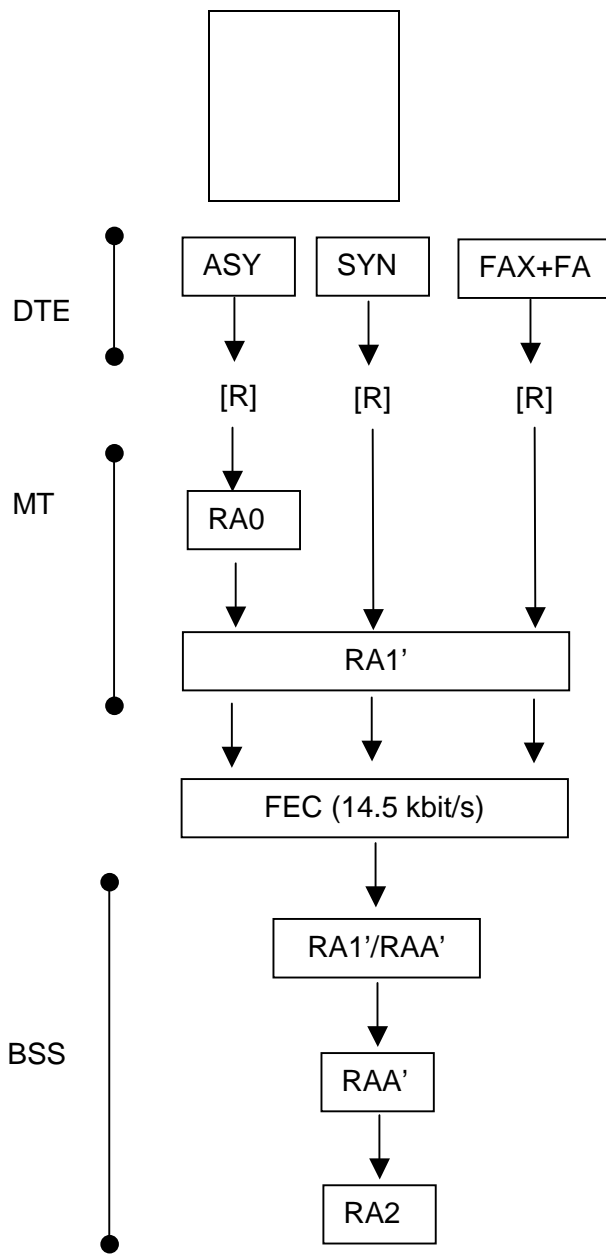 ASY SYN FAX+FA
DTE
[R] [R] [R]
MT
RA0
RA1’
FEC (14.5 kbit/s)
RA1’/RAA’
BSS
RAA’
RA2